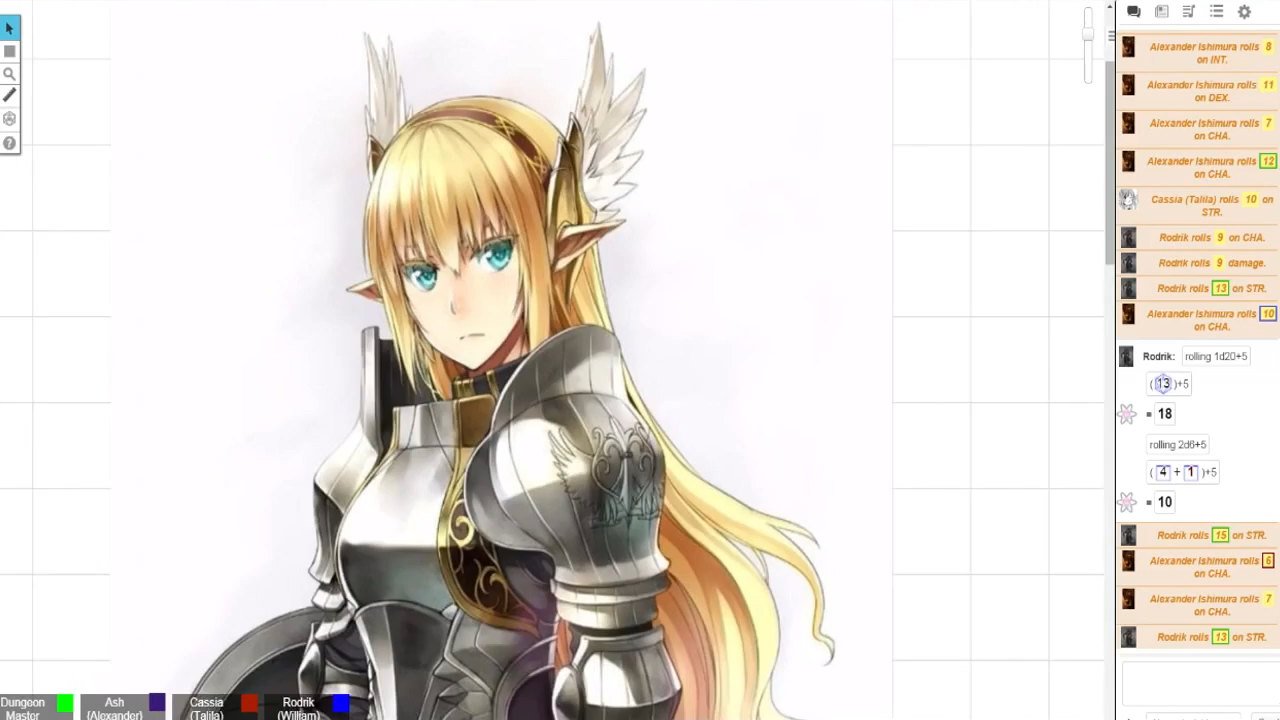 Alexander Ishimura rolls 8
on INT.
Alexander Ishimura rolls 11
on DEX.
Alexander Ishimura rolls 7
on CHA.
Alexander Ishimura rolls 12
on CHA.
Cassia (Talila) rolls 10 on
STR.
Rodrik rolls 9 on CHA.
Rodrik rolls 9 damage.
Rodrik rolls 13 on STR.
Alexander Ishimura rolls 10
on CHA.
Rodrik: rolling 1d20+5
(13)+5
= 18
rolling 2d6+5
(4 + 1)+5
= 10
Rodrik rolls 15 on STR.
Alexander Ishimura rolls 6
on CHA.
Alexander Ishimura rolls 7
on CHA.
Rodrik rolls 13 on STR.
Dungeon
Master
Ash
(Alexander)
Cassia
(Talila)
Rodrik
(William)